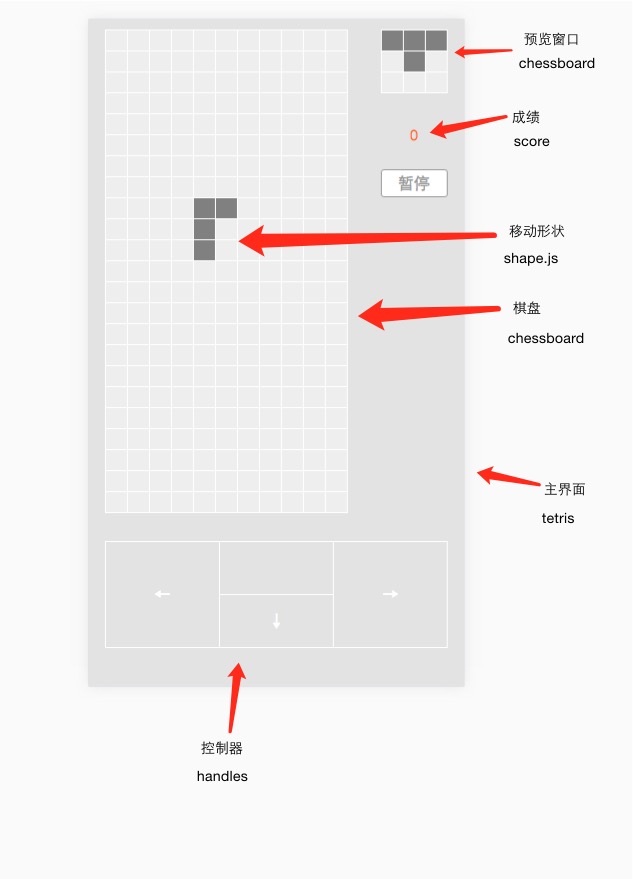 预览窗口
chessboard
成绩
0
score
暂停
移动形状
shape.js
棋盘
chessboard
主界面
tetris
控制器
handles